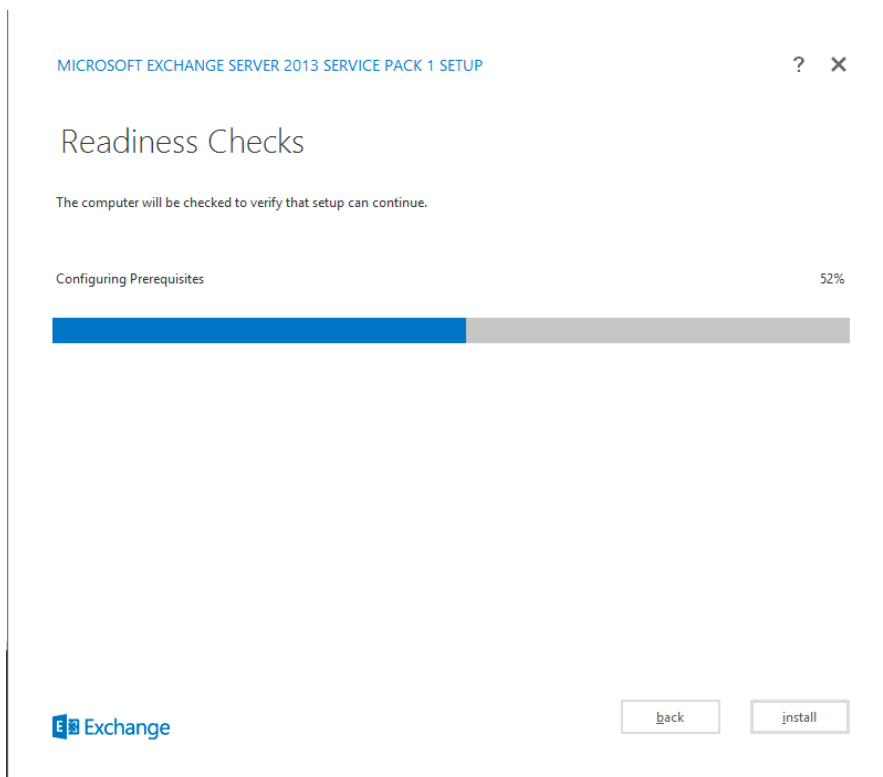 MICROSOFT EXCHANGE SERVER 2013 SERVICE PACK 1 SETUP ? ✕
Readiness Checks
The computer will be checked to verify that setup can continue.
Configuring Prerequisites 52%
back install
E Exchange